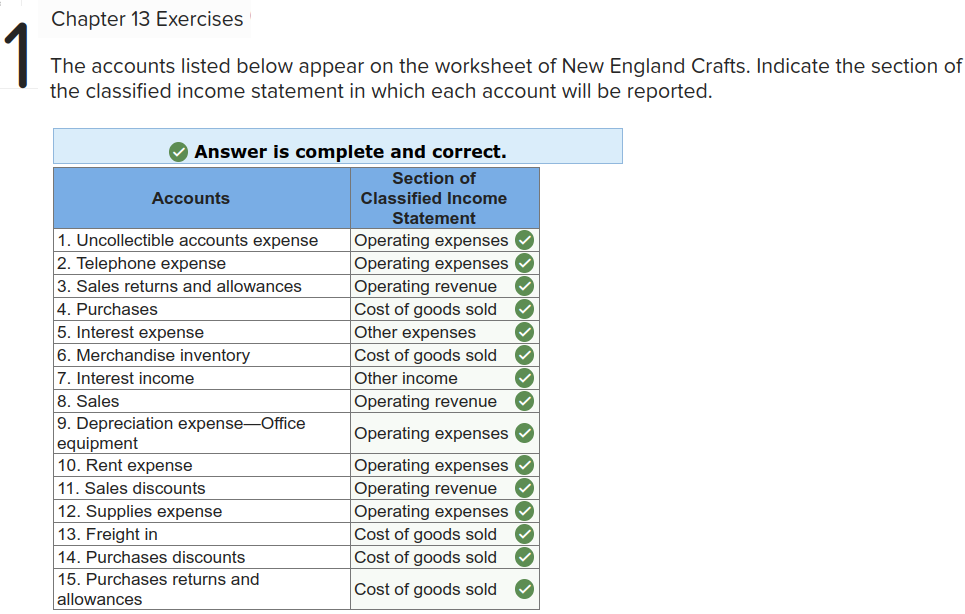 1
Chapter 13 Exercises
The accounts listed below appear on the worksheet of New England Crafts. Indicate the section of
the classified income statement in which each account will be reported.
Answer is complete and correct.
Accounts
Section of
Classified Income
Statement
1. Uncollectible accounts expense Operating expenses
2. Telephone expense Operating expenses
3. Sales returns and allowances Operating revenue
4. Purchases Cost of goods sold
5. Interest expense Other expenses
6. Merchandise inventory Cost of goods sold
7. Interest income Other income
8. Sales Operating revenue
9. Depreciation expense—Office
equipment
Operating expenses
10. Rent expense Operating expenses
11. Sales discounts Operating revenue
12. Supplies expense Operating expenses
13. Freight in Cost of goods sold
14. Purchases discounts Cost of goods sold
15. Purchases returns and
allowances
Cost of goods sold